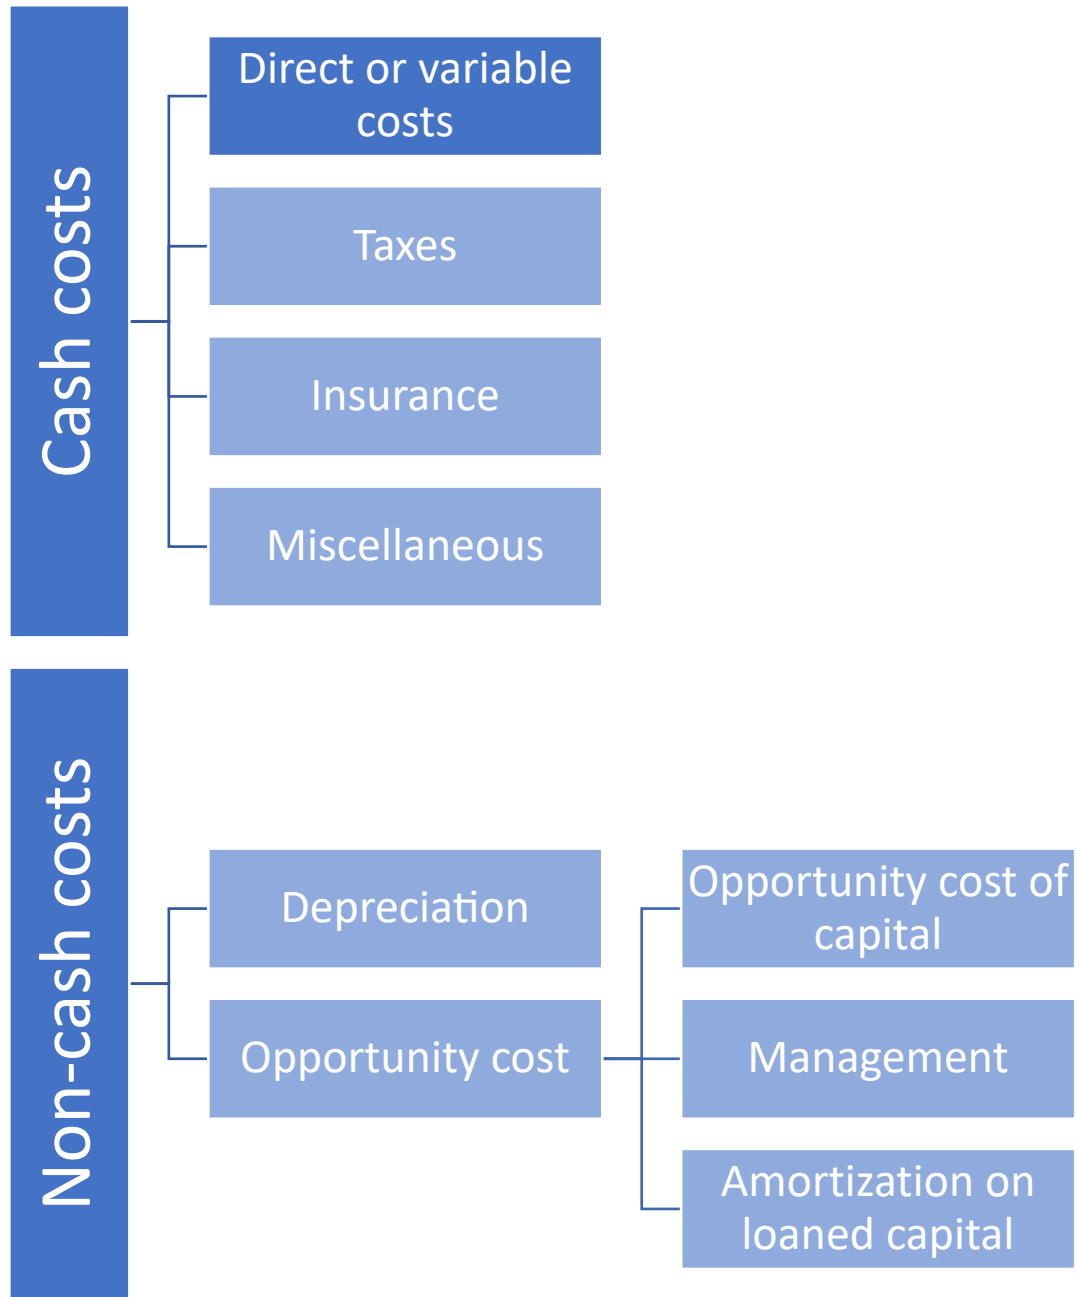 Cash costs
Direct or variable
costs
Taxes
Insurance
Miscellaneous
Non-cash costs
Depreciation
Opportunity cost
Opportunity cost of
capital
Management
Amortization on
loaned capital